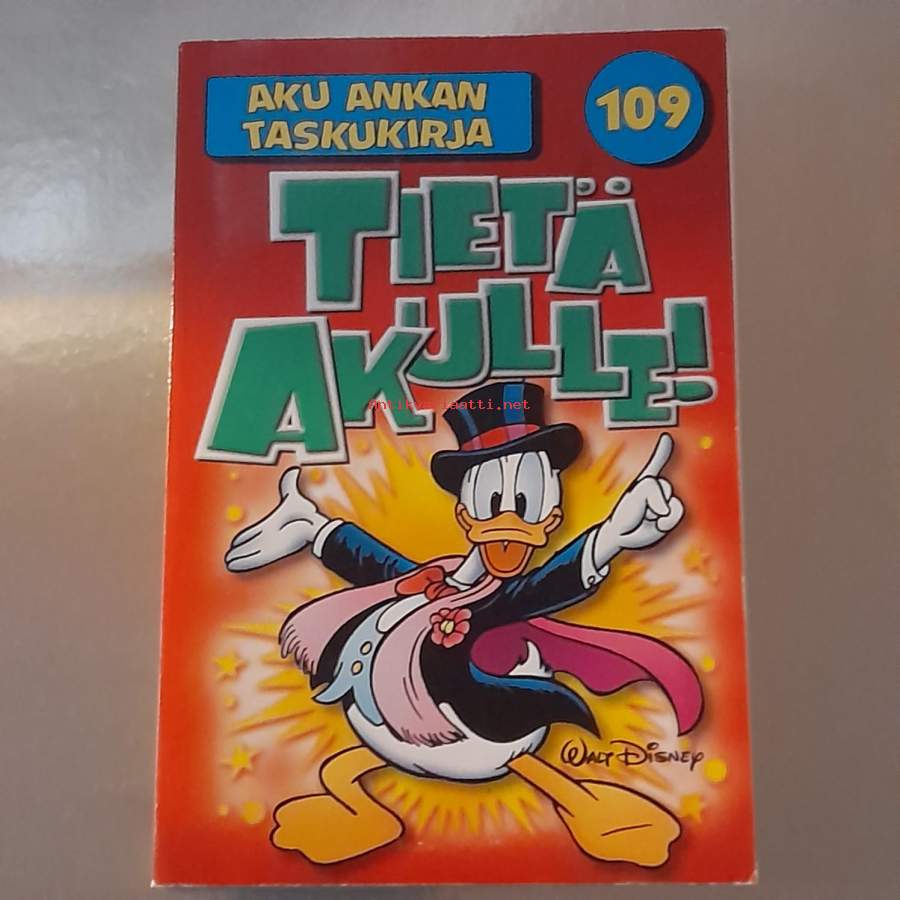 AKU ANKAN
TASKUKIRJA
109
TIETÄ
AKULLE!
Antikvariaatti.net
WALT DISNEY